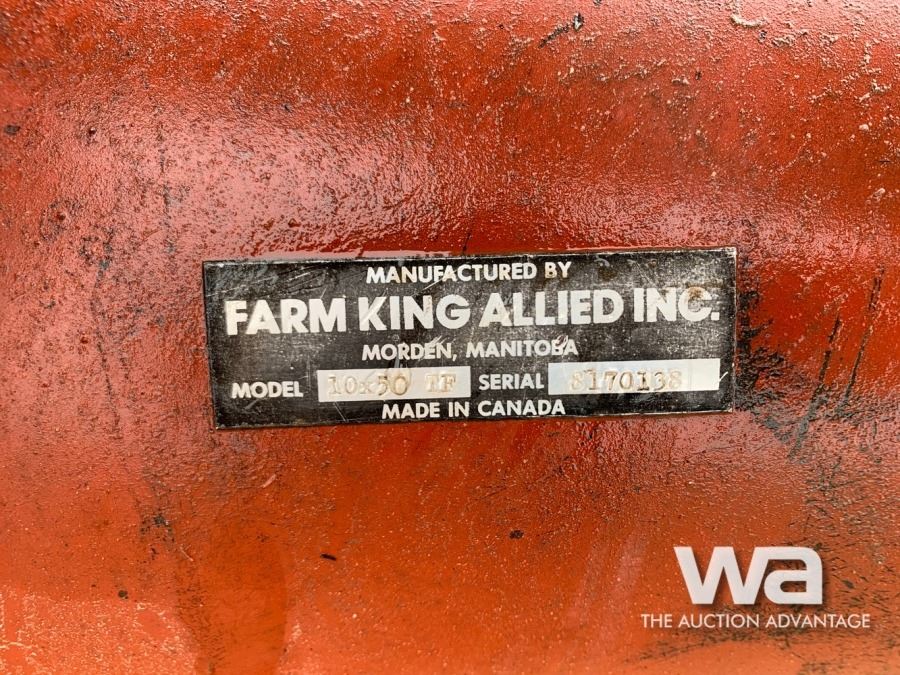 MANUFACTURED BY
FARM KING ALLIED INC.
MORDEN, MANITOBA
MODEL 10x50 TF SERIAL 8170138
MADE IN CANADA
wa
THE AUCTION ADVANTAGE